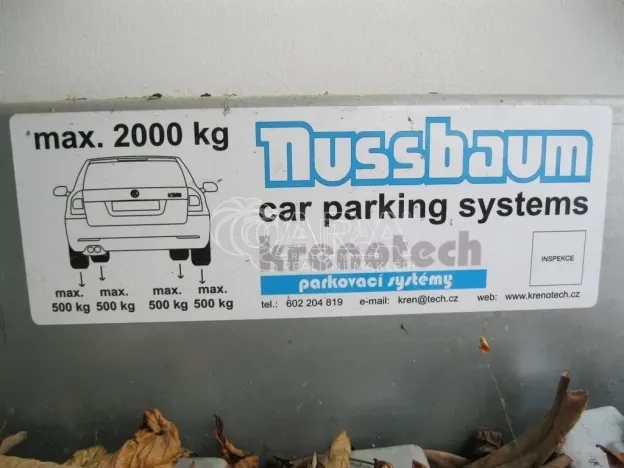 max. 2000 kg
nussbaum
car parking systems
krenotech
parkovací systémy
INSPEKCE
max. 500 kg
max. 500 kg
max. 500 kg
max. 500 kg
tel.: 602 204 819 e-mail: kren@tech.cz web: www.krenotech.cz